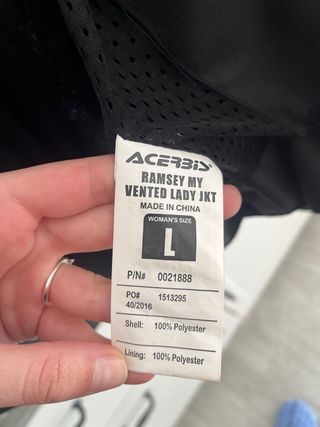 ACERBIS
RAMSEY MY
VENTED LADY JKT
MADE IN CHINA
WOMAN'S SIZE
L
P/N# 0021888
PO# 1513295
40/2016
Shell: 100% Polyester
Lining: 100% Polyester